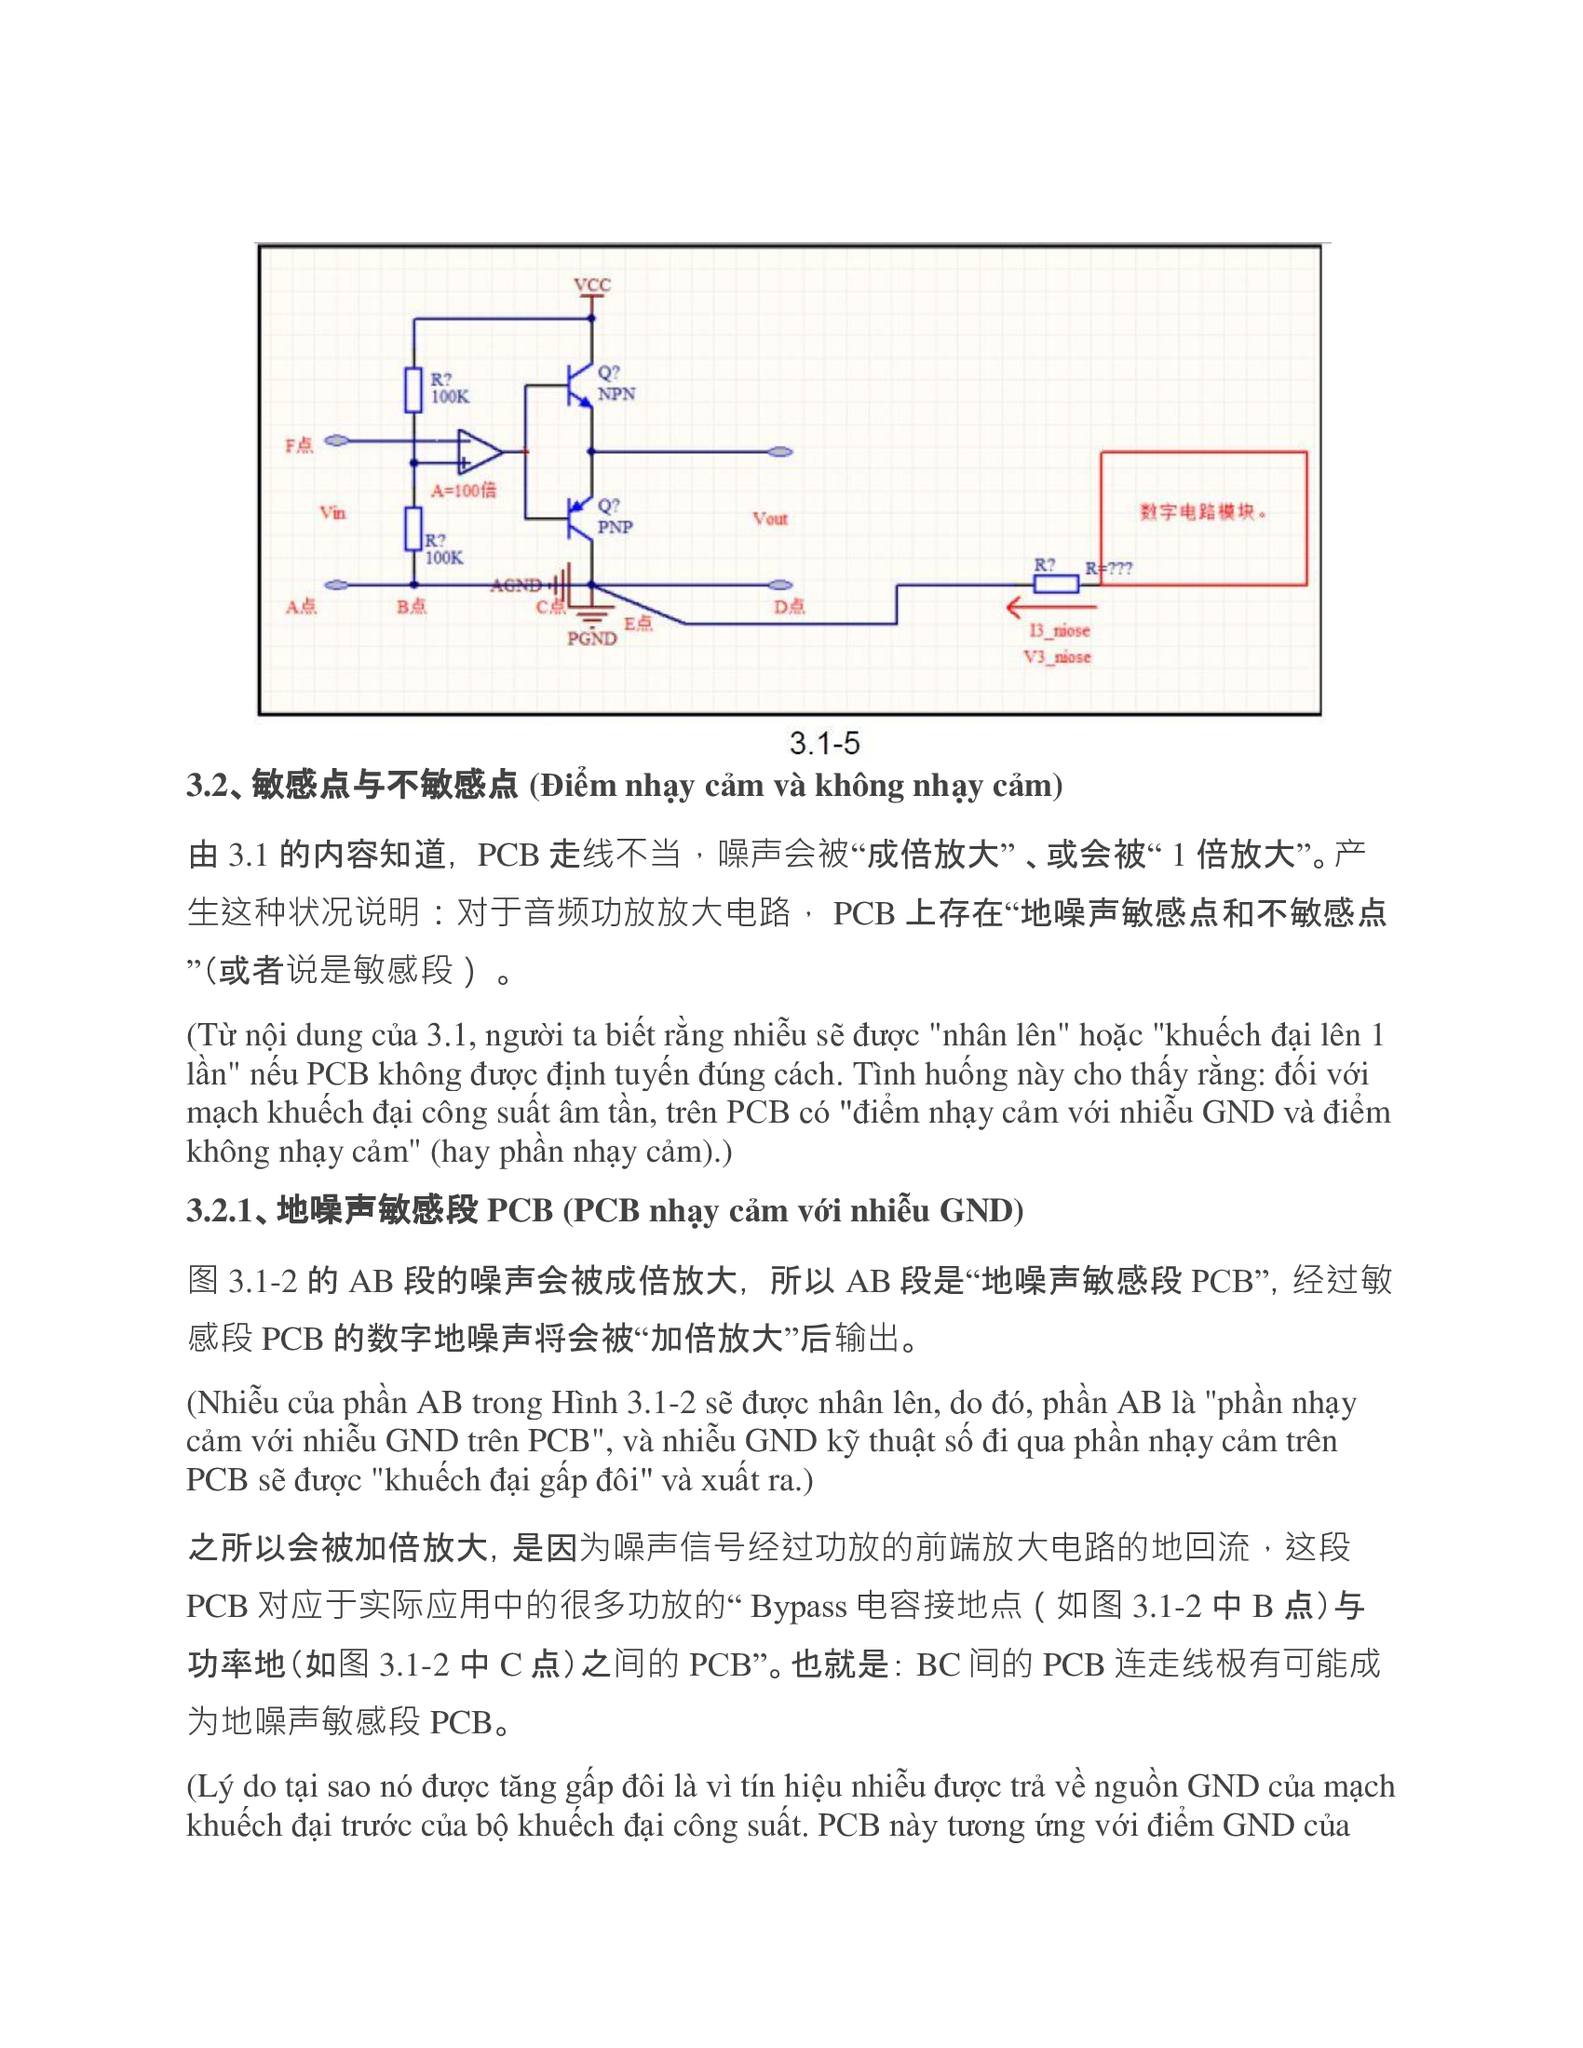 VCC
R?
100K
Q?
NPN
F点
A=100倍
Vin
Q?
PNP
Vout
数字电路模块。
R?
100K
R?
R=???
AGND
A点
B点
C点
D点
E点
PGND
I3_niose
V3_niose
3.1-5
3.2、敏感点与不敏感点 (Điểm nhạy cảm và không nhạy cảm)
由 3.1 的内容知道, PCB 走线不当，噪声会被“成倍放大” 、或会被“ 1 倍放大”。产
生这种状况说明：对于音频功放放大电路， PCB 上存在“地噪声敏感点和不敏感点
”（或者说是敏感段） 。
(Từ nội dung của 3.1, người ta biết rằng nhiễu sẽ được "nhân lên" hoặc "khuếch đại lên 1
lần" nếu PCB không được định tuyến đúng cách. Tình huống này cho thấy rằng: đối với
mạch khuếch đại công suất âm tần, trên PCB có "điểm nhạy cảm với nhiễu GND và điểm
không nhạy cảm" (hay phần nhạy cảm).)
3.2.1、地噪声敏感段 PCB (PCB nhạy cảm với nhiễu GND)
图 3.1-2 的 AB 段的噪声会被成倍放大, 所以 AB 段是“地噪声敏感段 PCB”, 经过敏
感段 PCB 的数字地噪声将会被“加倍放大”后输出。
(Nhiễu của phần AB trong Hình 3.1-2 sẽ được nhân lên, do đó, phần AB là "phần nhạy
cảm với nhiễu GND trên PCB", và nhiễu GND kỹ thuật số đi qua phần nhạy cảm trên
PCB sẽ được "khuếch đại gấp đôi" và xuất ra.)
之所以会被加倍放大, 是因为噪声信号经过功放的前端放大电路的地回流，这段
PCB 对应于实际应用中的很多功放的“ Bypass 电容接地点（如图 3.1-2 中 B 点）与
功率地（如图 3.1-2 中 C 点）之间的 PCB”。也就是: BC 间的 PCB 连走线极有可能成
为地噪声敏感段 PCB。
(Lý do tại sao nó được tăng gấp đôi là vì tín hiệu nhiễu được trả về nguồn GND của mạch
khuếch đại trước của bộ khuếch đại công suất. PCB này tương ứng với điểm GND của